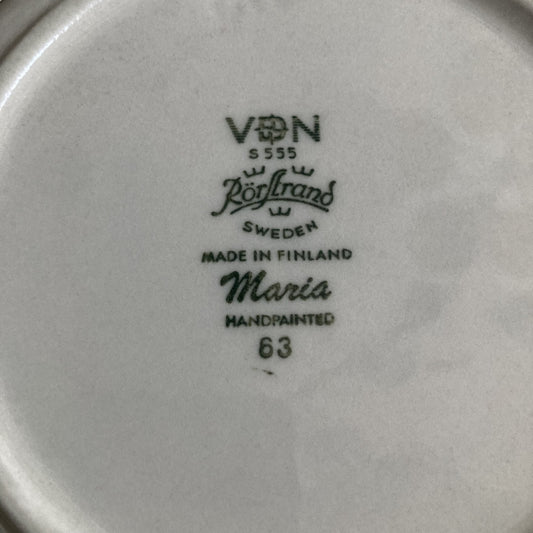 VDN
S 555
Rörstrand
SWEDEN
MADE IN FINLAND
Maria
HANDPAINTED
63